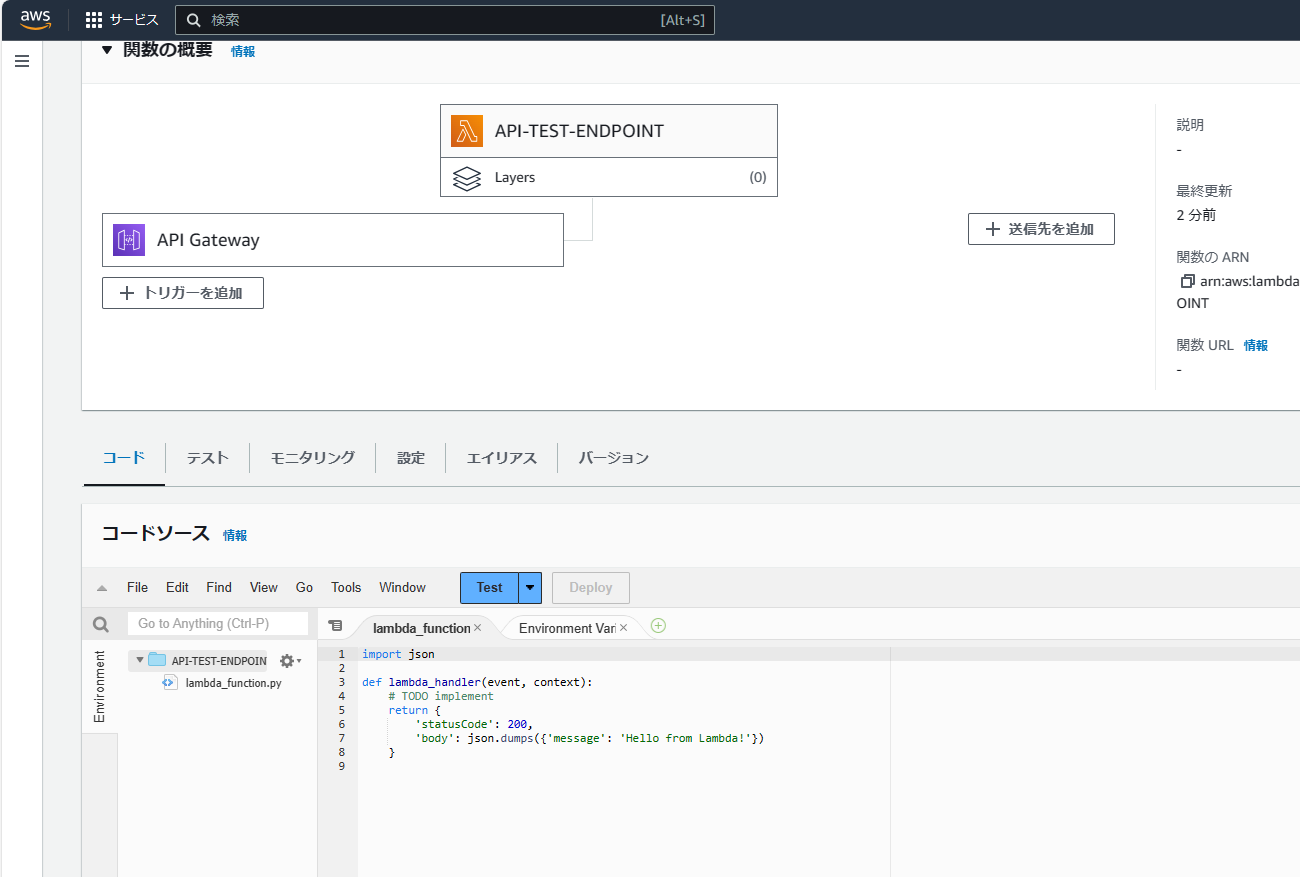 aws
サービス
検索
[Alt+S]
関数の概要 情報
API-TEST-ENDPOINT
Layers (0)
API Gateway
トリガーを追加
送信先を追加
説明
-
最終更新
2 分前
関数の ARN
arn:aws:lambda
OINT
関数 URL 情報
-
コード テスト モニタリング 設定 エイリアス バージョン
コードソース 情報
File Edit Find View Go Tools Window Test Deploy
Go to Anything (Ctrl-P)
lambda_function Environment Vari
Environment
API-TEST-ENDPOIN
lambda_function.py
1 import json
2
3 def lambda_handler(event, context):
4 # TODO implement
5 return {
6 'statusCode': 200,
7 'body': json.dumps({'message': 'Hello from Lambda!'})
8 }
9